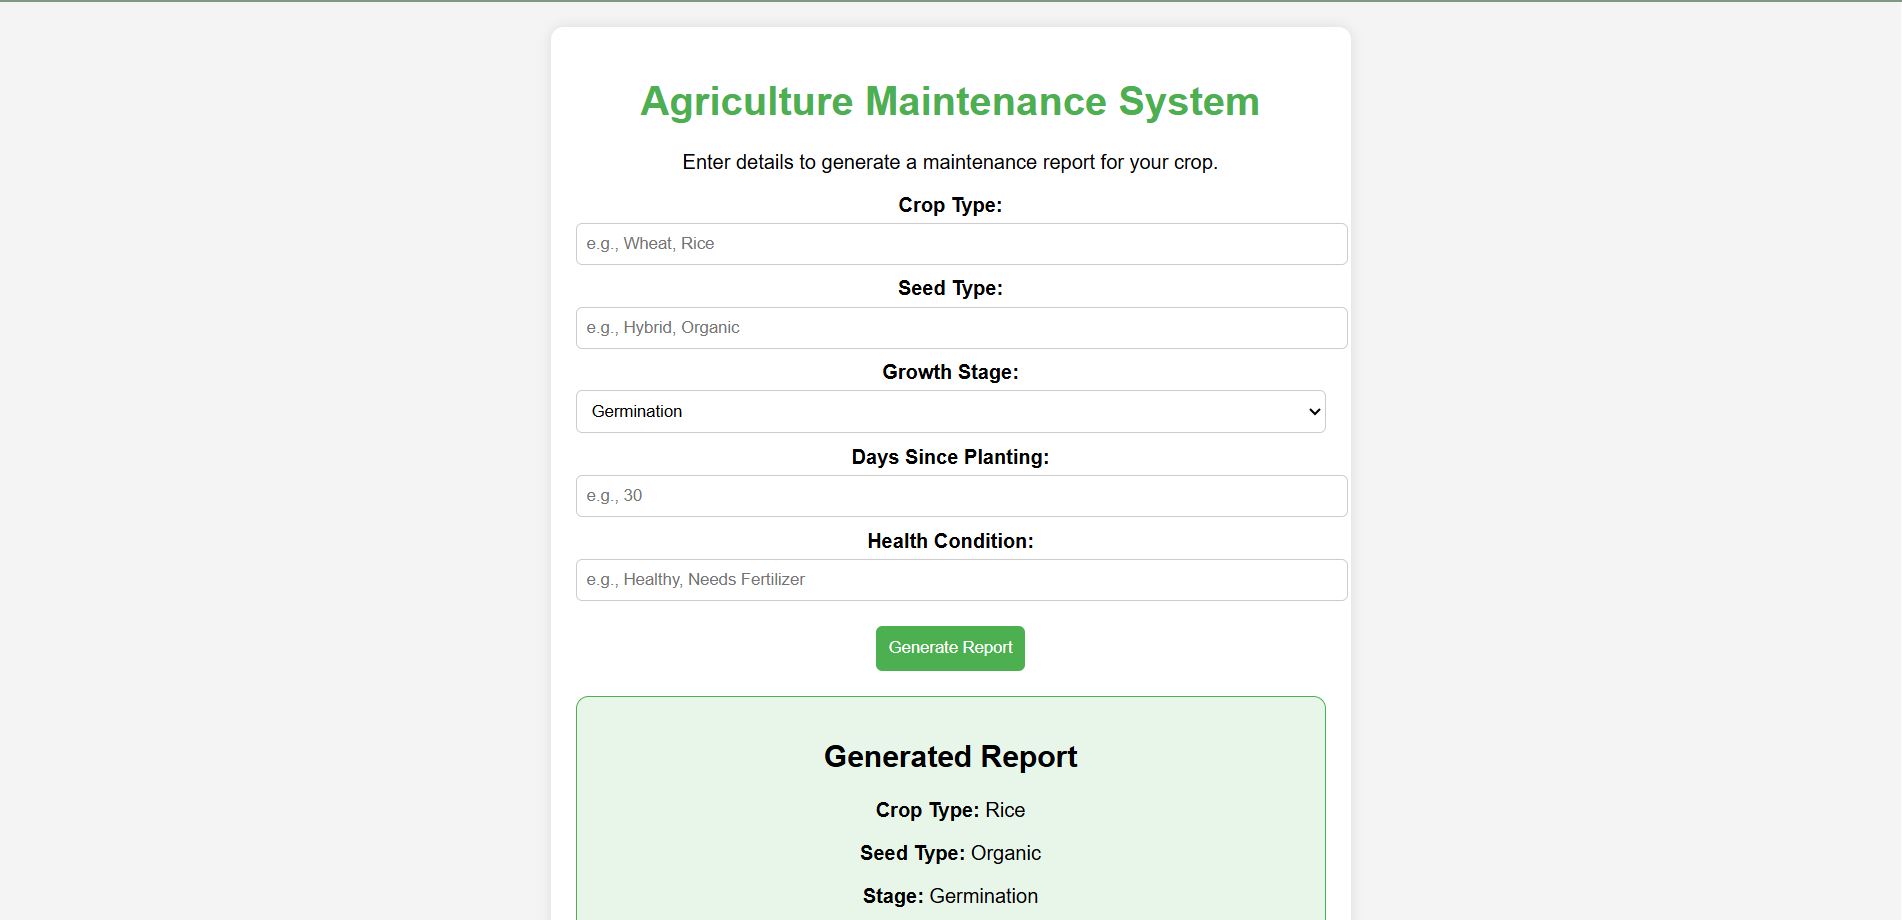 Agriculture Maintenance System
Enter details to generate a maintenance report for your crop.
Crop Type:
e.g., Wheat, Rice
Seed Type:
e.g., Hybrid, Organic
Growth Stage:
Germination
Days Since Planting:
e.g., 30
Health Condition:
e.g., Healthy, Needs Fertilizer
Generate Report
Generated Report
Crop Type: Rice
Seed Type: Organic
Stage: Germination